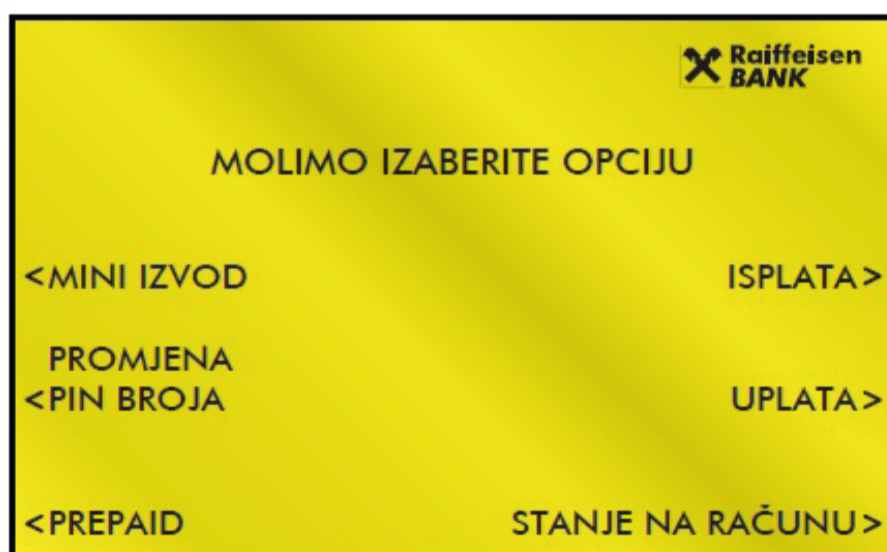 Raiffeisen
BANK
MOLIMO IZABERITE OPCIJU
<MINI IZVOD
ISPLATA>
PROMJENA
<PIN BROJA
UPLATA>
<PREPAID
STANJE NA RAČUNU>